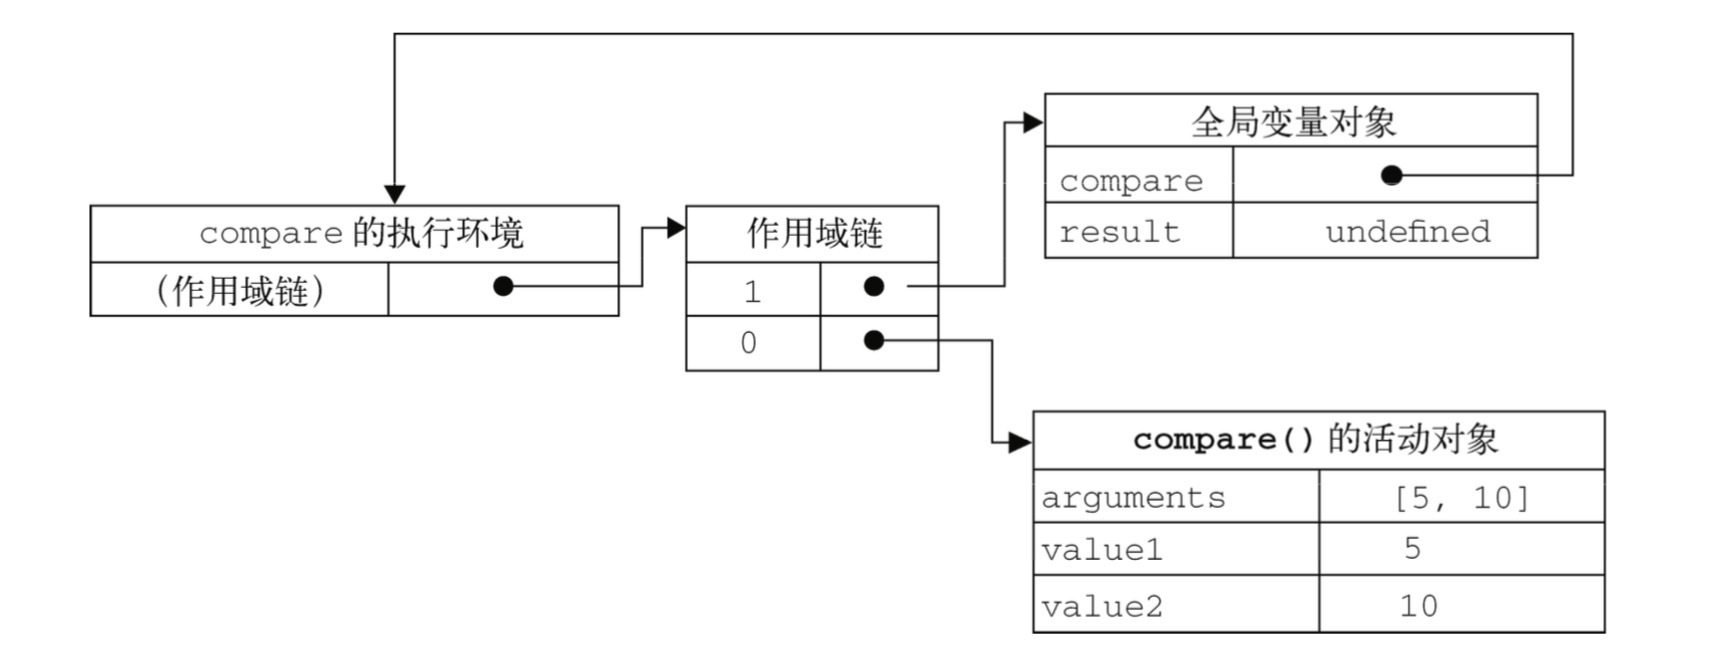 全局变量对象
compare
result undefined
compare 的执行环境
(作用域链)
作用域链
1
0
compare() 的活动对象
arguments [5, 10]
value1 5
value2 10